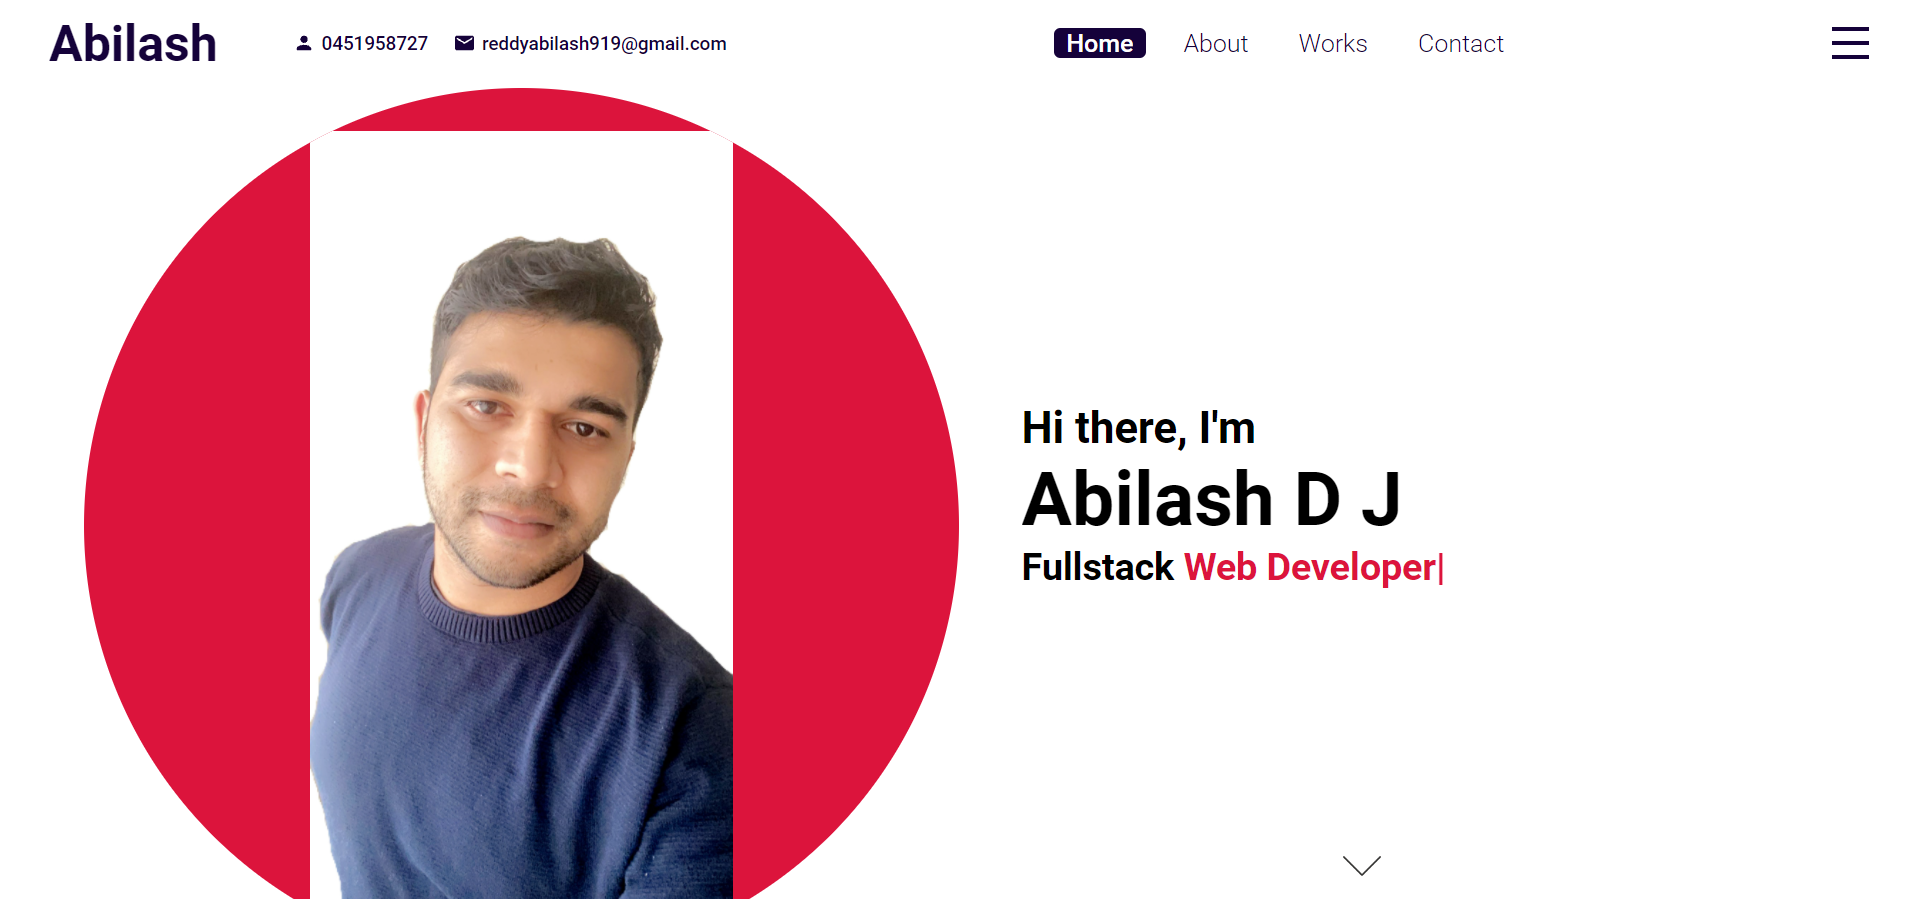 Abilash
0451958727 reddyabilash919@gmail.com
Home About Works Contact
Hi there, I'm
Abilash D J
Fullstack Web Developer|